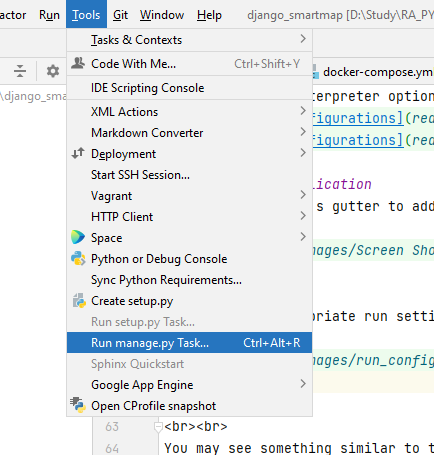 actor Run Tools Git Window Help django_smartmap [D:\Study\RA_PY
Tasks & Contexts
Code With Me... Ctrl+Shift+Y
docker-compose.ym
\django_sma
IDE Scripting Console
terpreter option
XML Actions
figurations](rea
Markdown Converter
figurations](rea
Deployment
Start SSH Session...
lication
Vagrant
s gutter to add
HTTP Client
Space
ages/Screen Sho
Python or Debug Console
Sync Python Requirements...
Create setup.py
Run setup.py Task...
priate run setti
Run manage.py Task... Ctrl+Alt+R
Sphinx Quickstart
ages/run_config
Google App Engine
Open CProfile snapshot
63 <br><br>
64 You may see something similar to t